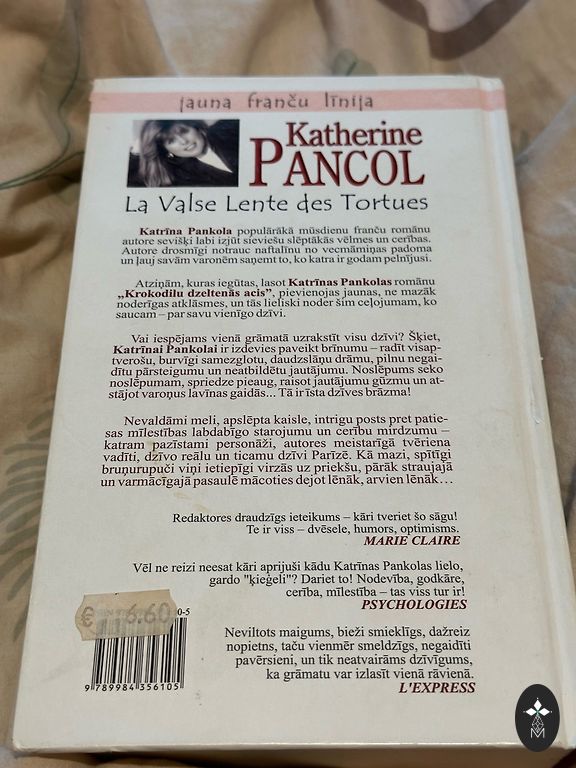 jauna franču līnija
Katherine
PANCOL
La Valse Lente des Tortues
Katrīna Pankola populārākā mūsdienu franču romānu
autore sevišķi labi izjūt sieviešu slēptākās vēlmes un cerības.
Autore drosmīgi notrauc naftalīnu no vecvecmāmiņas padoma
un ļauj savām varonēm saņemt to, ko katra ir godam pelnījusi.
Atziņām, kuras iegūtas, lasot Katrīnas Pankolas romānu
„Krokodilu dzeltenās acis”, pievienojas jaunas, ne mazāk
noderīgas atklāsmes, un tās lieliski noder šim ceļojumam, ko
saucam – par savu vienīgo dzīvi.
Vai iespējams vienā grāmatā uzrakstīt visu dzīvi? Šķiet,
Katrīnai Pankolai ir izdevies paveikt brīnumu – radīt visap-
tverošu, burvīgi samezglotu, daudzslāņu drāmu, pilnu negai-
dītu pārsteigumu un neatbildētu jautājumu. Noslēpums seko
noslēpumam, spriedze pieaug, raisot jautājumu gūzmu un at-
stājot varoņus lavīnas gaidās... Tā ir īsta dzīves brāzma!
Nevaldāmi meli, apslēpta kaisle, intrigu posts pret patie-
sas mīlestības labdabīgo starojumu un cerību mirdzumu –
katram pazīstami personāži, autores meistarīgā tvēriena
vadīti, dzīvo reālu un ticamu dzīvi Parīzē. Kā mazi, spītīgi
bruņurupuči viņi ietiepīgi virzās uz priekšu, pārāk straujajā
un varmācīgajā pasaulē mācoties dejot lēnāk, arvien lēnāk…
Redaktores draudzīgs ieteikums – kāri tveriet šo sāgu!
Te ir viss – dvēsele, humors, optimisms.
MARIE CLAIRE
Vēl ne reizi neesat kāri aprijuši kādu Katrīnas Pankolas lielo,
gardo "ķieģeli"? Dariet to! Nodevība, godkāre,
cerība, mīlestība – tas viss tur ir!
PSYCHOLOGIES
€ 6.60
0-5
9 789984 356105
Neviltots maigums, bieži smieklīgs, dažreiz
nopietns, taču vienmēr smeldzīgs, negaidīti
pavērsieni, un tik neatvairāms dzīvīgums,
ka grāmatu var izlasīt vienā rāvienā.
L'EXPRESS
M